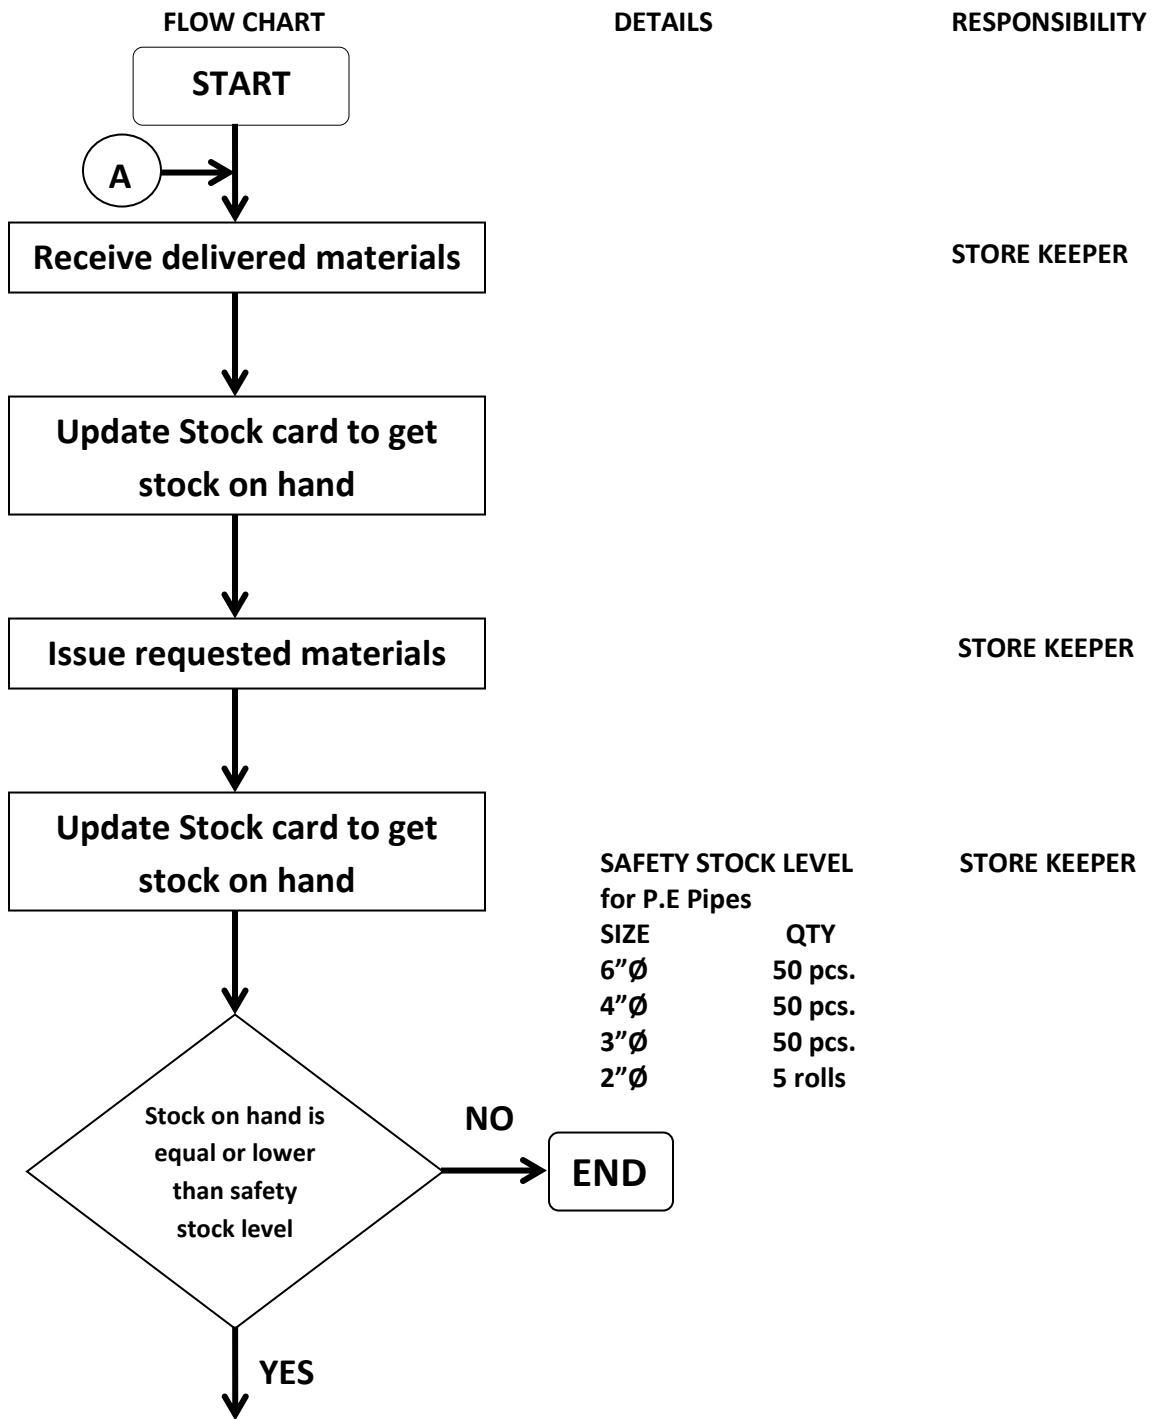 FLOW CHART DETAILS RESPONSIBILITY
START
A
Receive delivered materials STORE KEEPER
Update Stock card to get
stock on hand
Issue requested materials STORE KEEPER
Update Stock card to get
stock on hand
SAFETY STOCK LEVEL STORE KEEPER
for P.E Pipes
SIZE QTY
6”Ø 50 pcs.
4”Ø 50 pcs.
3”Ø 50 pcs.
2”Ø 5 rolls
Stock on hand is
equal or lower
than safety
stock level
NO
END
YES